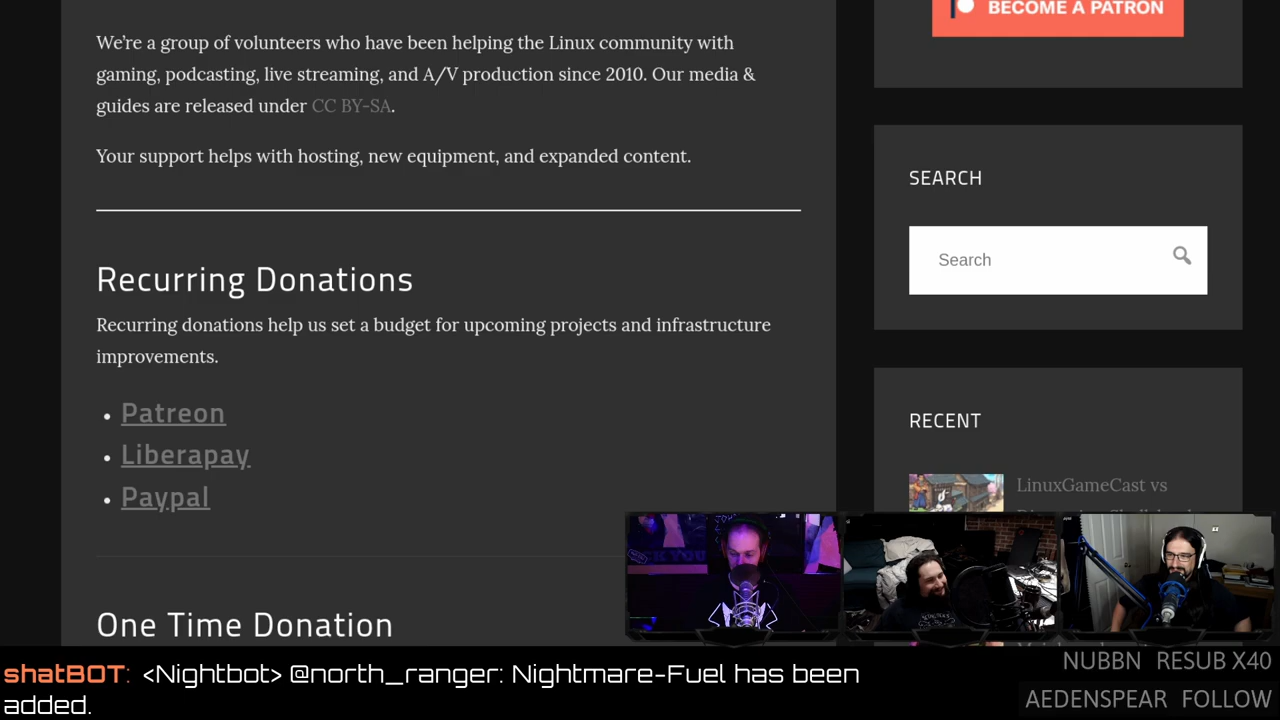 BECOME A PATRON
We're a group of volunteers who have been helping the Linux community with
gaming, podcasting, live streaming, and A/V production since 2010. Our media &
guides are released under CC BY-SA.
Your support helps with hosting, new equipment, and expanded content.
SEARCH
Search
Recurring Donations
Recurring donations help us set a budget for upcoming projects and infrastructure
improvements.
• Patreon
• Liberapay
• Paypal
RECENT
LinuxGameCast vs
One Time Donation
shatBOT: <Nightbot> @north_ranger: Nightmare-Fuel has been
added.
NUBBN RESUB X40
AEDENSPEAR FOLLOW